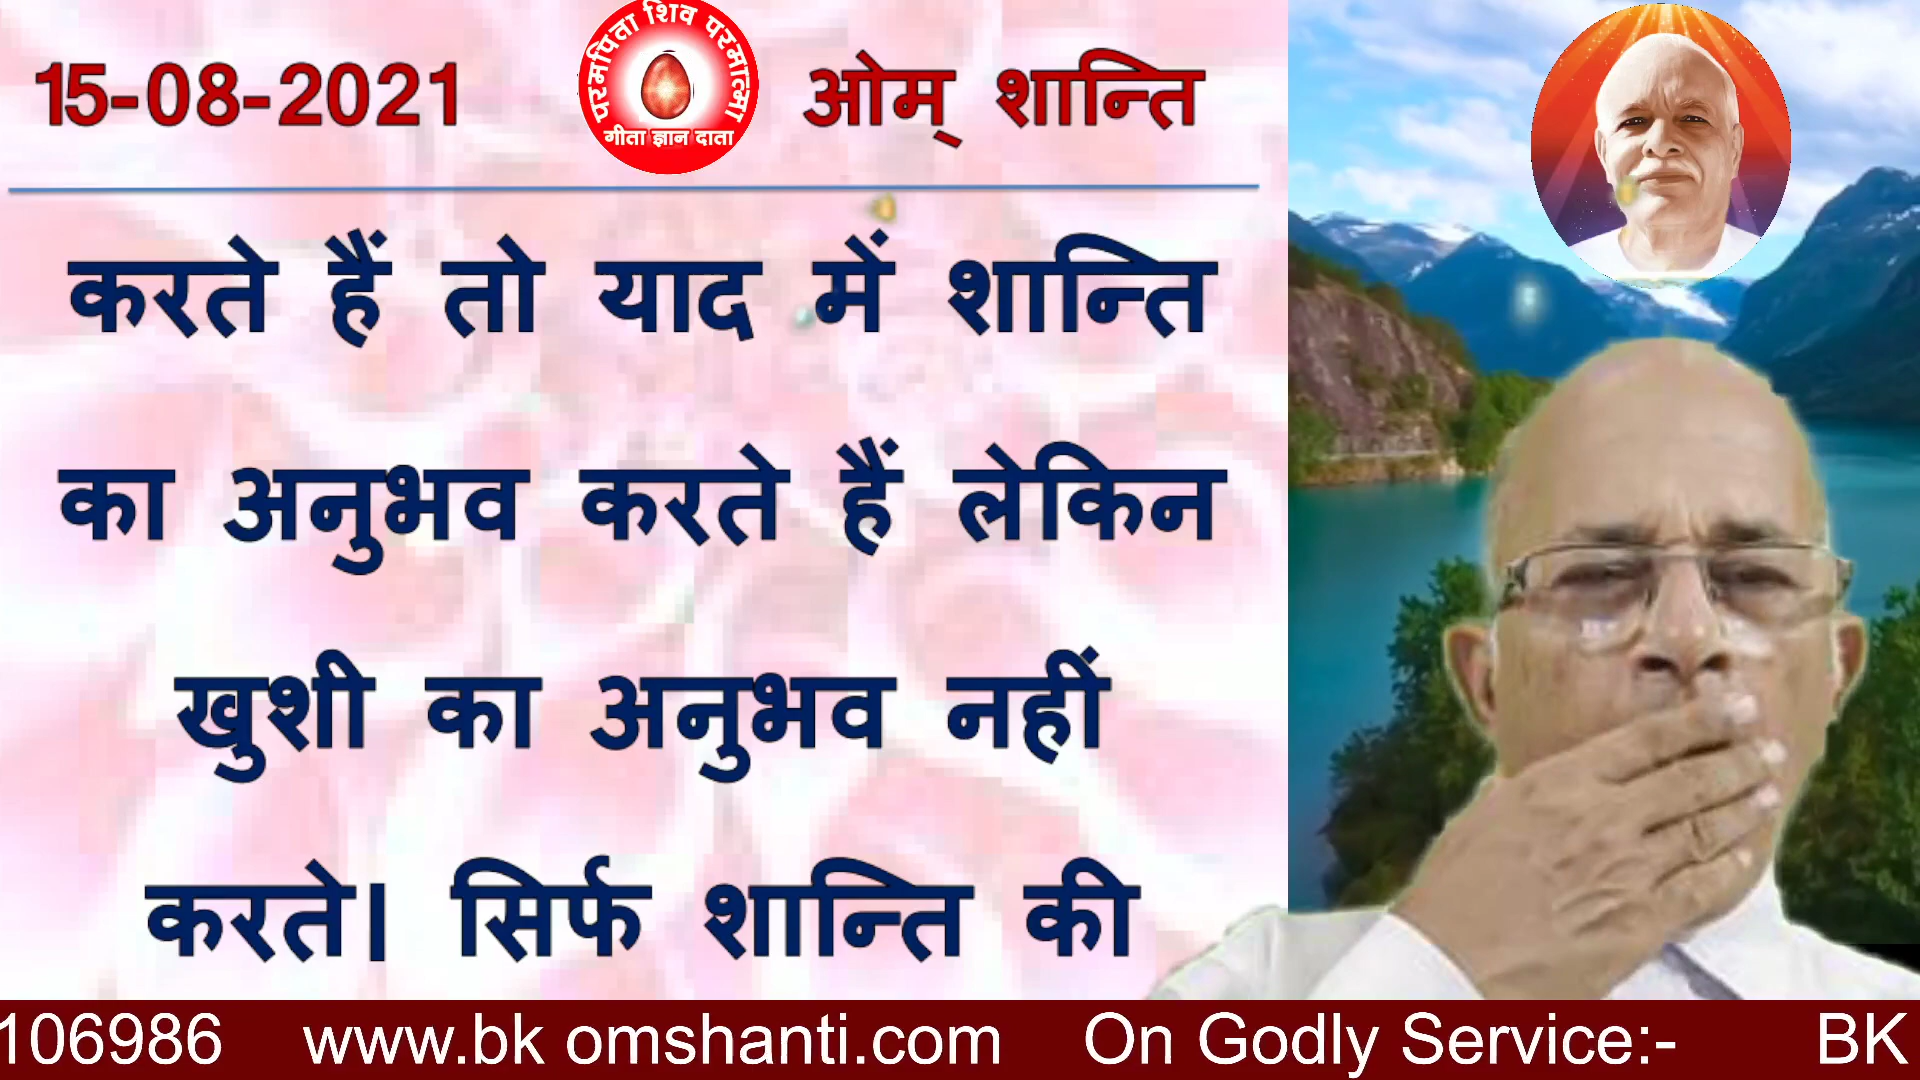 15-08-2021
परमपिता शिव परमात्मा
गीता ज्ञान दाता
ओम् शान्ति
करते हैं तो याद में शान्ति
का अनुभव करते हैं लेकिन
खुशी का अनुभव नहीं
करते। सिर्फ शान्ति की
106986 www.bk omshanti.com On Godly Service:- BK